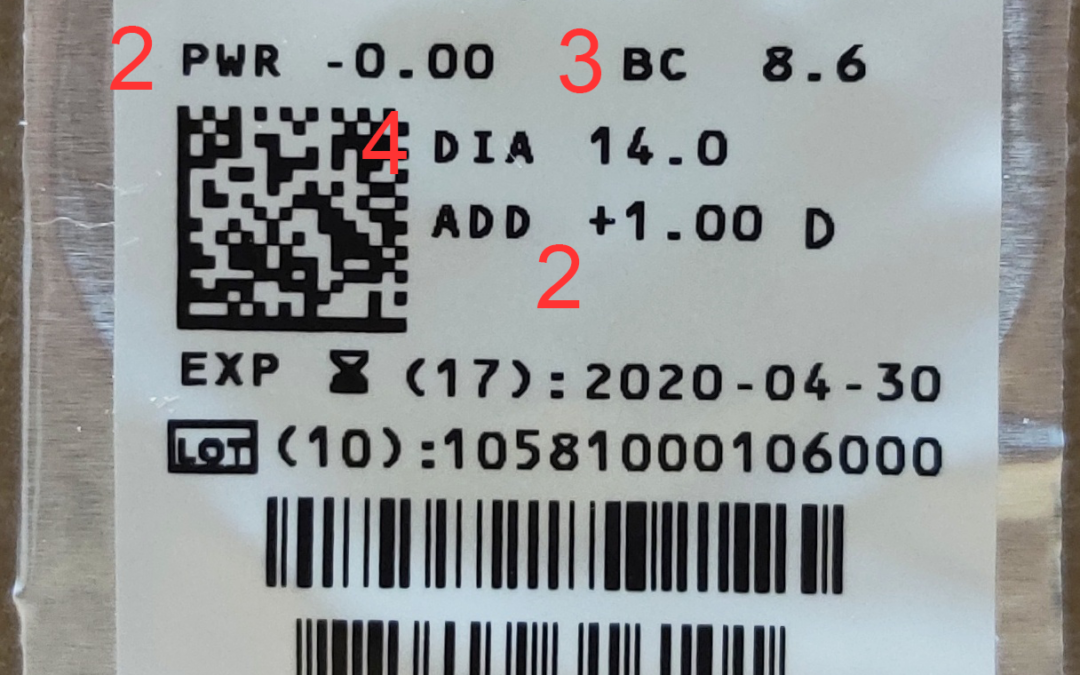 2 PWR -0.00 3 BC 8.6
4 DIA 14.0
ADD +1.00 D
2
EXP (17):2020-04-30
LOT (10):10581000106000